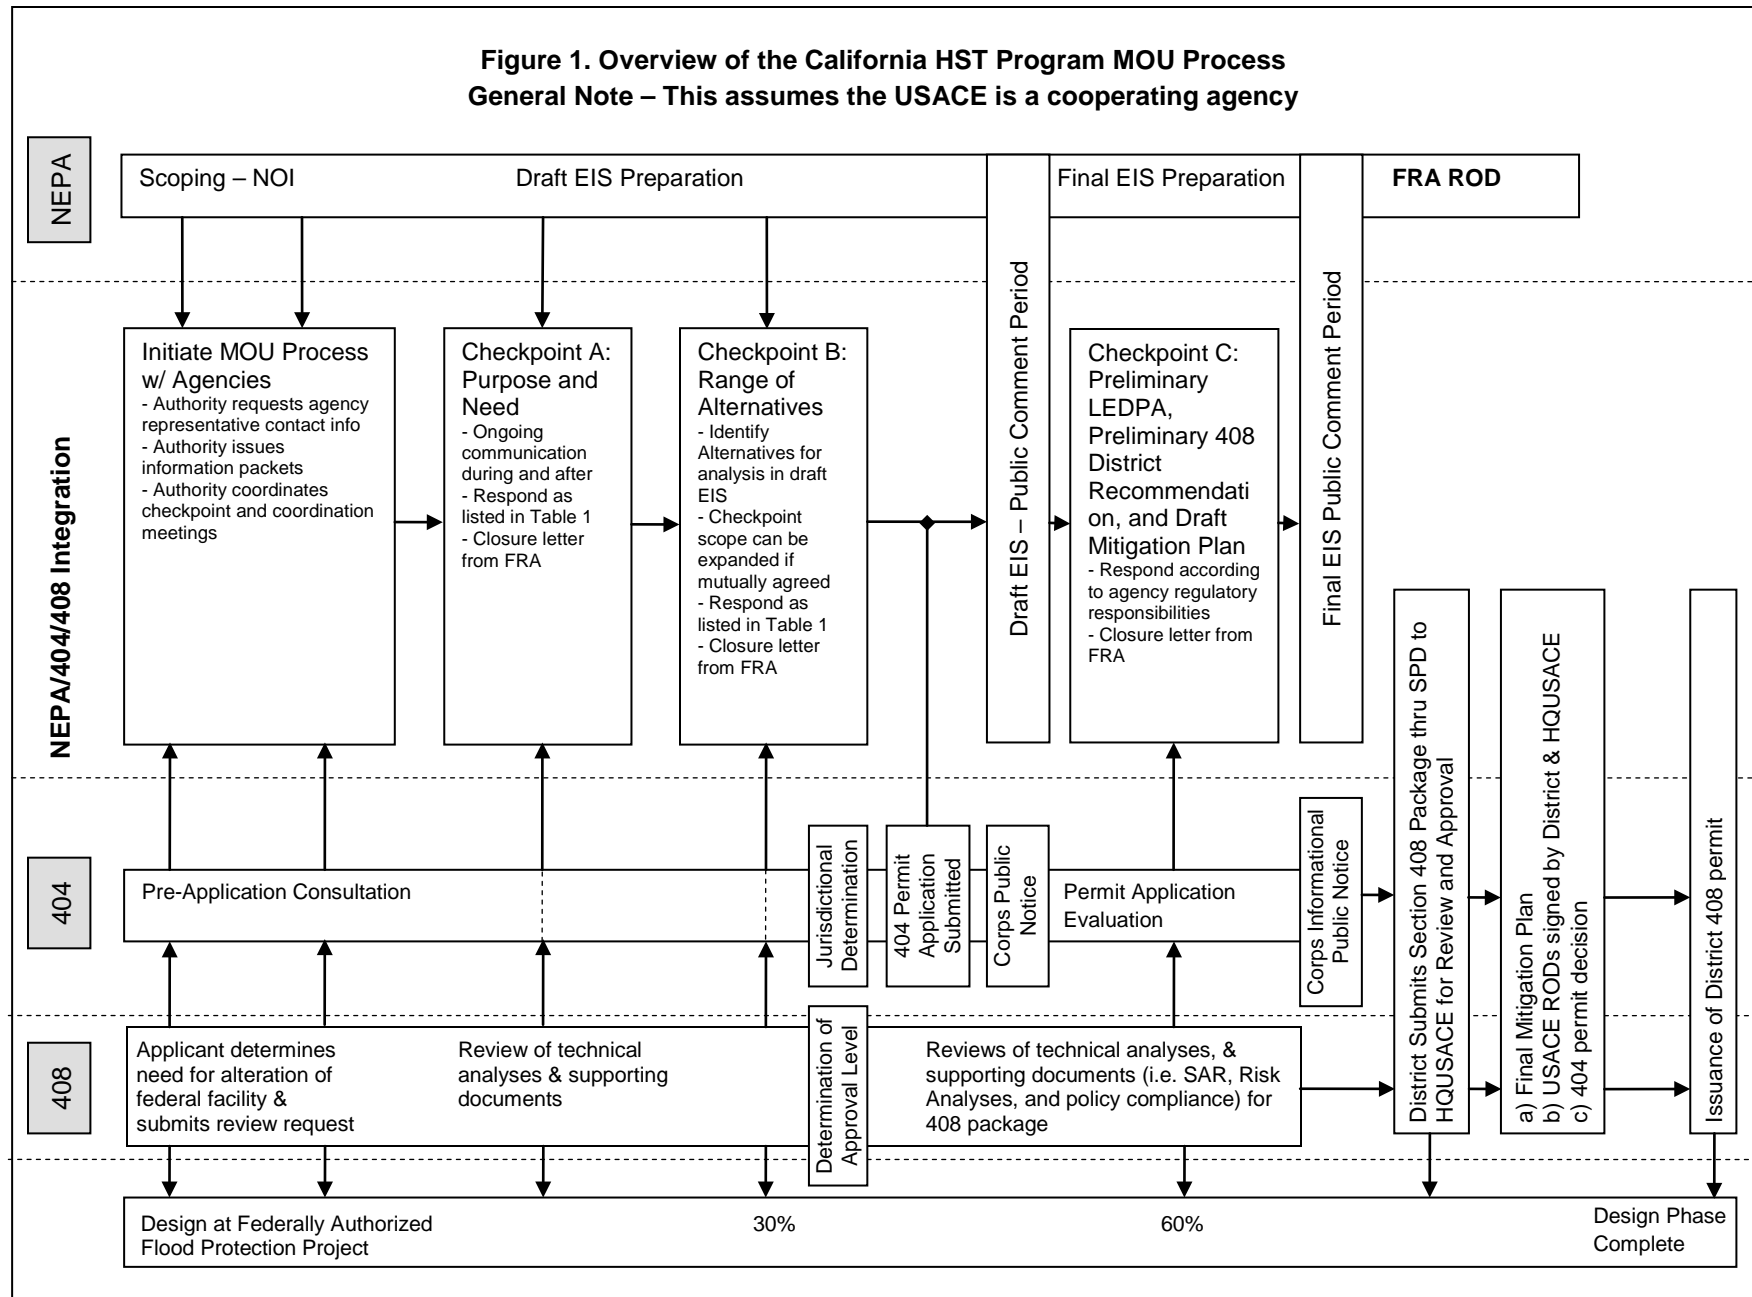 Figure 1. Overview of the California HST Program MOU Process
General Note – This assumes the USACE is a cooperating agency
NEPA
Scoping – NOI
Draft EIS Preparation
Final EIS Preparation
FRA ROD
NEPA/404/408 Integration
Initiate MOU Process
w/ Agencies
- Authority requests agency
representative contact info
- Authority issues
information packets
- Authority coordinates
checkpoint and coordination
meetings
Checkpoint A:
Purpose and
Need
- Ongoing
communication
during and after
- Respond as
listed in Table 1
- Closure letter
from FRA
Checkpoint B:
Range of
Alternatives
- Identify
Alternatives for
analysis in draft
EIS
- Checkpoint
scope can be
expanded if
mutually agreed
- Respond as
listed in Table 1
- Closure letter
from FRA
Draft EIS – Public Comment Period
Checkpoint C:
Preliminary
LEDPA,
Preliminary 408
District
Recommendati
on, and Draft
Mitigation Plan
- Respond according
to agency regulatory
responsibilities
- Closure letter from
FRA
Final EIS Public Comment Period
404
Pre-Application Consultation
Jurisdictional
Determination
404 Permit
Application
Submitted
Corps Public
Notice
Permit Application
Evaluation
Corps Informational
Public Notice
District Submits Section 408 Package thru SPD to
HQUSACE for Review and Approval
a) Final Mitigation Plan
b) USACE RODs signed by District & HQUSACE
c) 404 permit decision
Issuance of District 408 permit
408
Applicant determines
need for alteration of
federal facility &
submits review request
Review of technical
analyses & supporting
documents
Determination of
Approval Level
Reviews of technical analyses, &
supporting documents (i.e. SAR, Risk
Analyses, and policy compliance) for
408 package
Design at Federally Authorized
Flood Protection Project
30%
60%
Design Phase
Complete